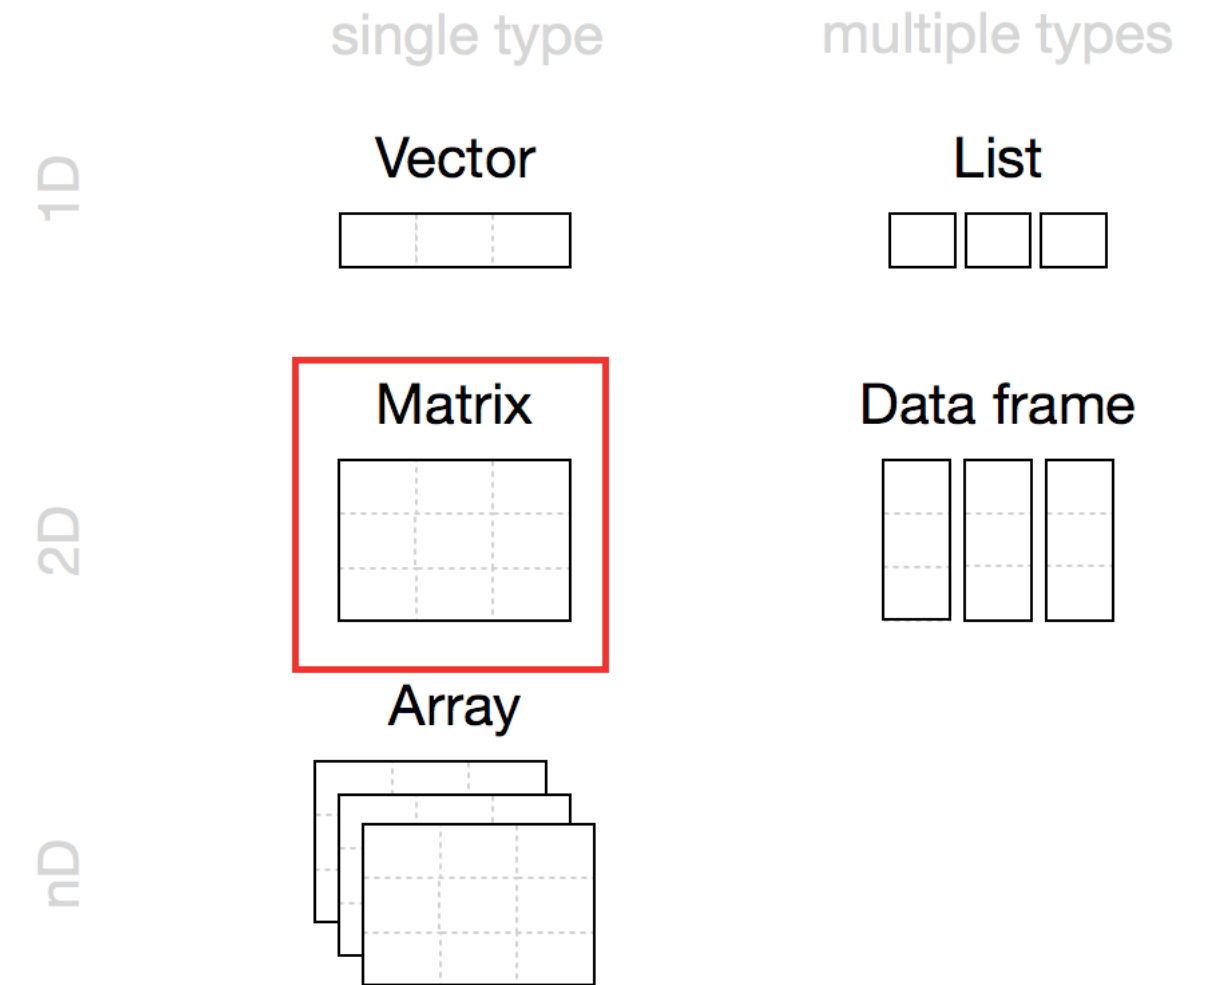 single type
multiple types
1D
Vector
List
2D
Matrix
Data frame
nD
Array